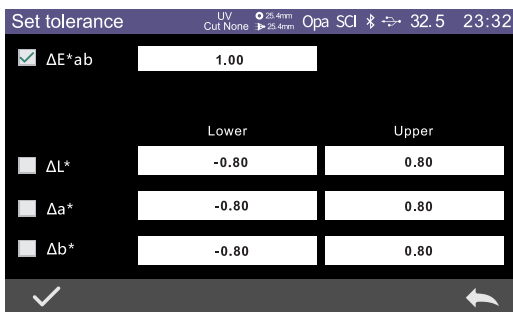 Set tolerance UV Cut None 25.4mm 25.4mm Opa SCI 32.5 23:32
ΔE*ab 1.00
Lower Upper
ΔL* -0.80 0.80
Δa* -0.80 0.80
Δb* -0.80 0.80